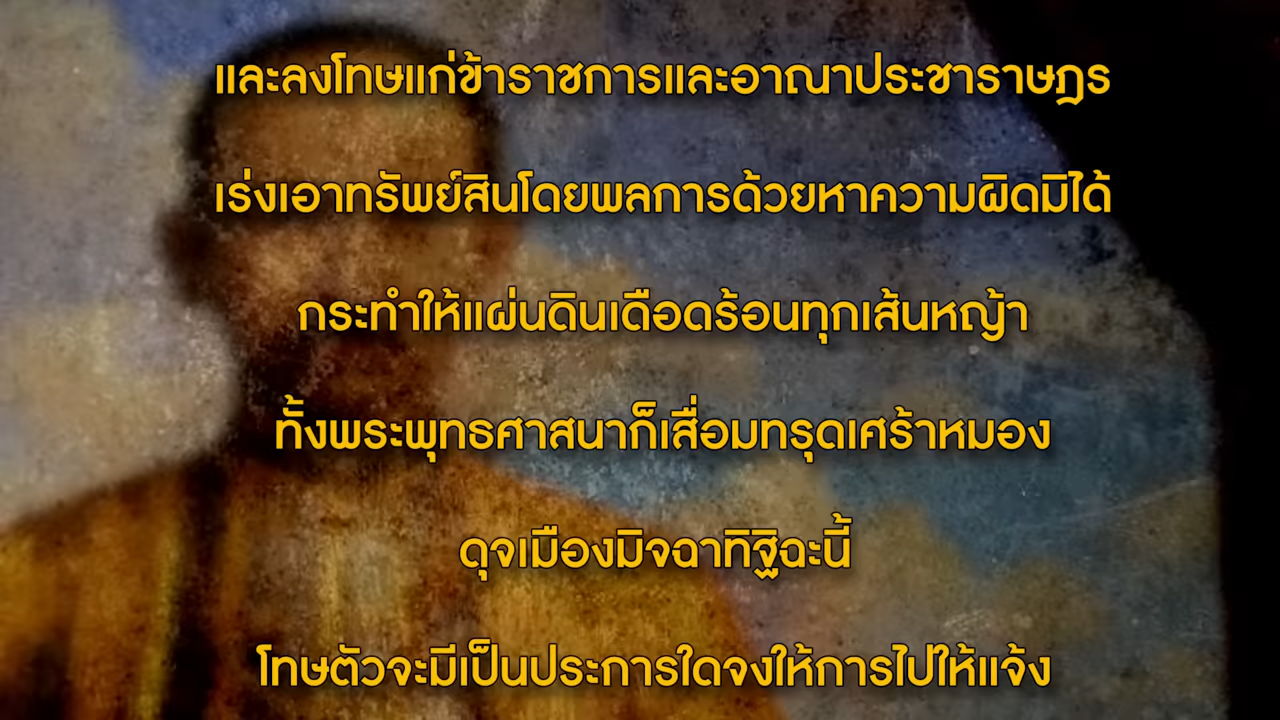 และลงโทษแก่ข้าราชการและอาณาประชาราษฎร
เร่งเอาทรัพย์สินโดยพลการด้วยหาความผิดมิได้
กระทำให้แผ่นดินเดือดร้อนทุกเส้นหญ้า
ทั้งพระพุทธศาสนาก็เสื่อมทรุดเศร้าหมอง
ดุจเมืองมิจฉาทิฐิฉะนี้
โทษตัวจะมีเป็นประการใดจงให้การไปให้แจ้ง